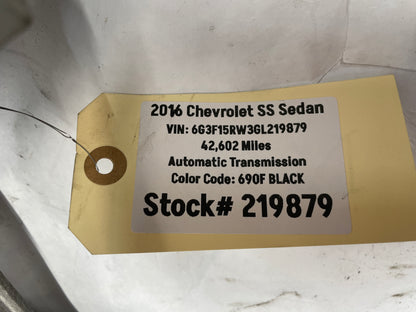 2016 Chevrolet SS Sedan
VIN: 6G3F15RW3GL219879
42,602 Miles
Automatic Transmission
Color Code: 690F BLACK
Stock# 219879